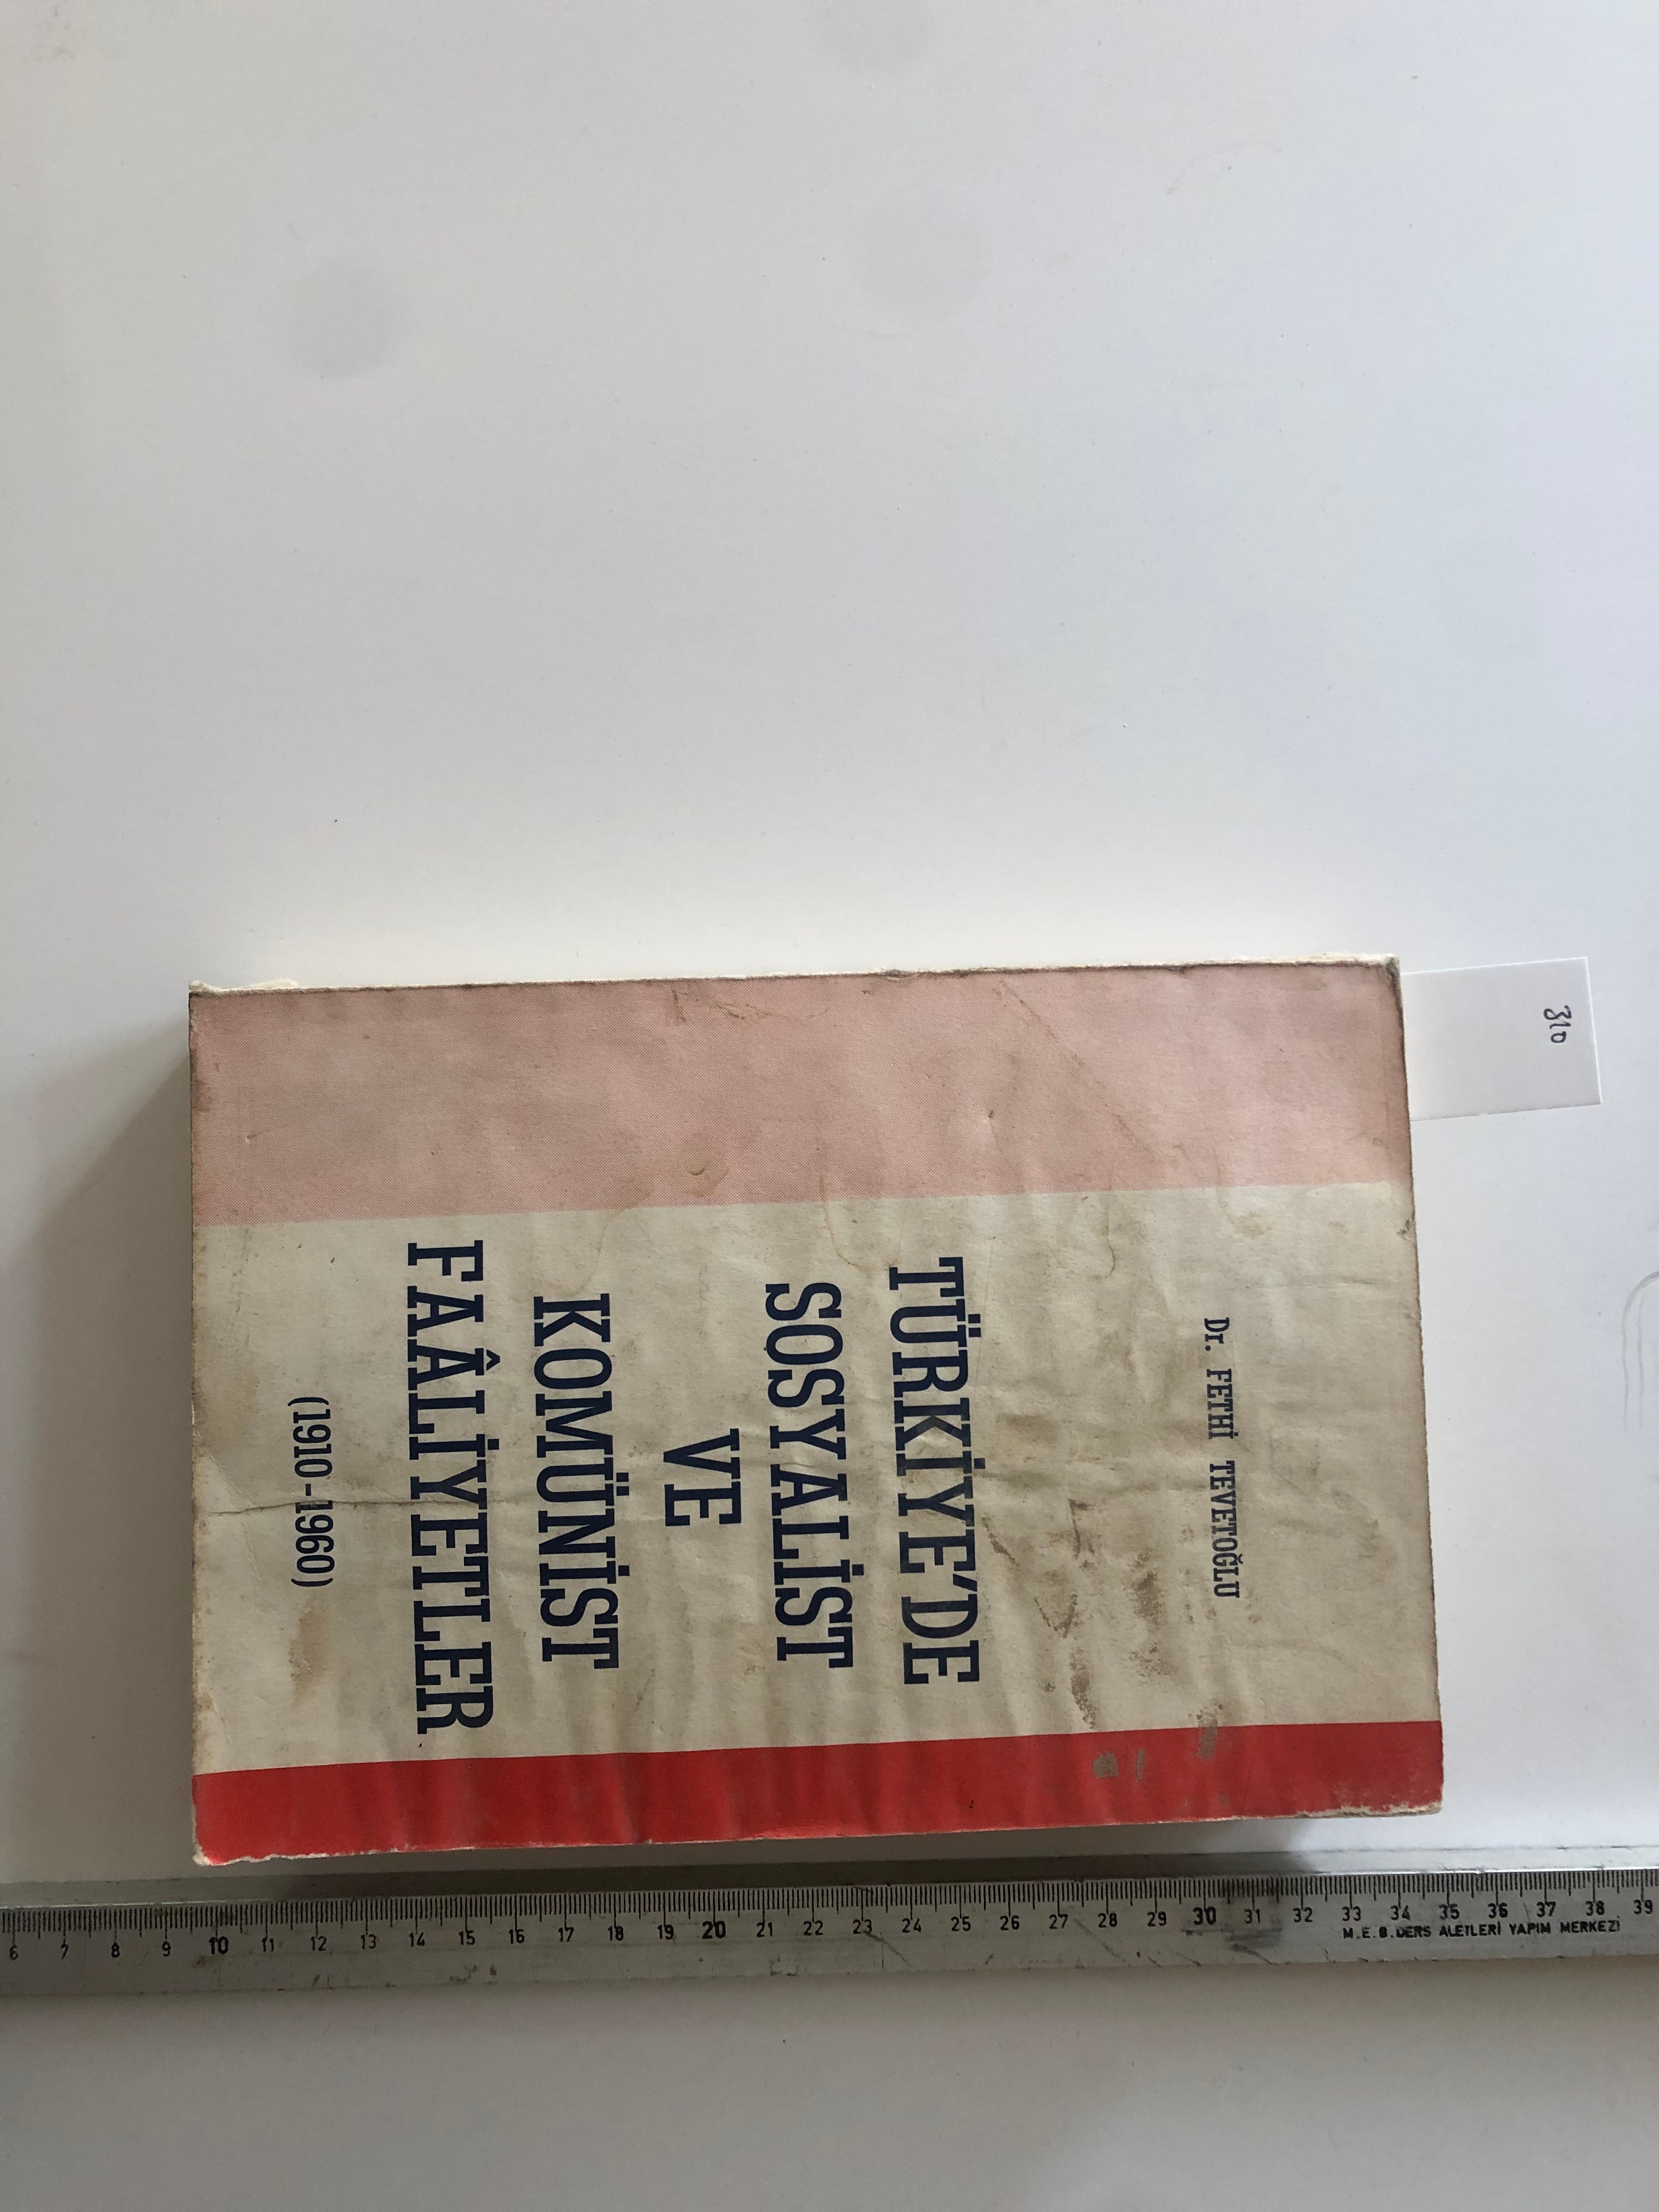 Dr. FETHİ TEVETOĞLU
TÜRKİYE'DE
SOSYALİST
VE
KOMÜNİST
FAÂLİYETLER
(1910-1960)
310
6 7 8 9 10 11 12 13 14 15 16 17 18 19 20 21 22 23 24 25 26 27 28 29 30 31 32 33 34 35 36 37 38 39
M.E.B. DERS ALETLERİ YAPIM MERKEZİ